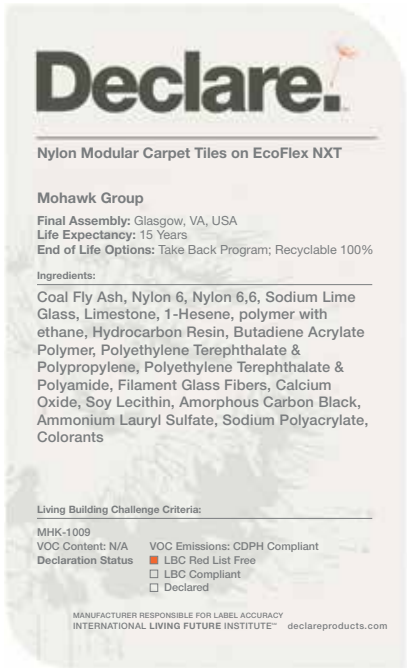 Declare.
Nylon Modular Carpet Tiles on EcoFlex NXT
Mohawk Group
Final Assembly: Glasgow, VA, USA
Life Expectancy: 15 Years
End of Life Options: Take Back Program; Recyclable 100%
Ingredients:
Coal Fly Ash, Nylon 6, Nylon 6,6, Sodium Lime
Glass, Limestone, 1-Hesene, polymer with
ethane, Hydrocarbon Resin, Butadiene Acrylate
Polymer, Polyethylene Terephthalate &
Polypropylene, Polyethylene Terephthalate &
Polyamide, Filament Glass Fibers, Calcium
Oxide, Soy Lecithin, Amorphous Carbon Black,
Ammonium Lauryl Sulfate, Sodium Polyacrylate,
Colorants
Living Building Challenge Criteria:
MHK-1009
VOC Content: N/A VOC Emissions: CDPH Compliant
Declaration Status LBC Red List Free
LBC Compliant
Declared
MANUFACTURER RESPONSIBLE FOR LABEL ACCURACY
INTERNATIONAL LIVING FUTURE INSTITUTE℠ declareproducts.com